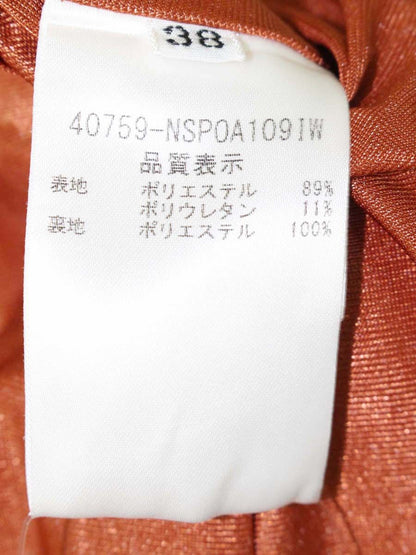 38
40759-NSPOA109IW
品質表示
表地 ポリエステル 89%
ポリウレタン 11%
裏地 ポリエステル 100%